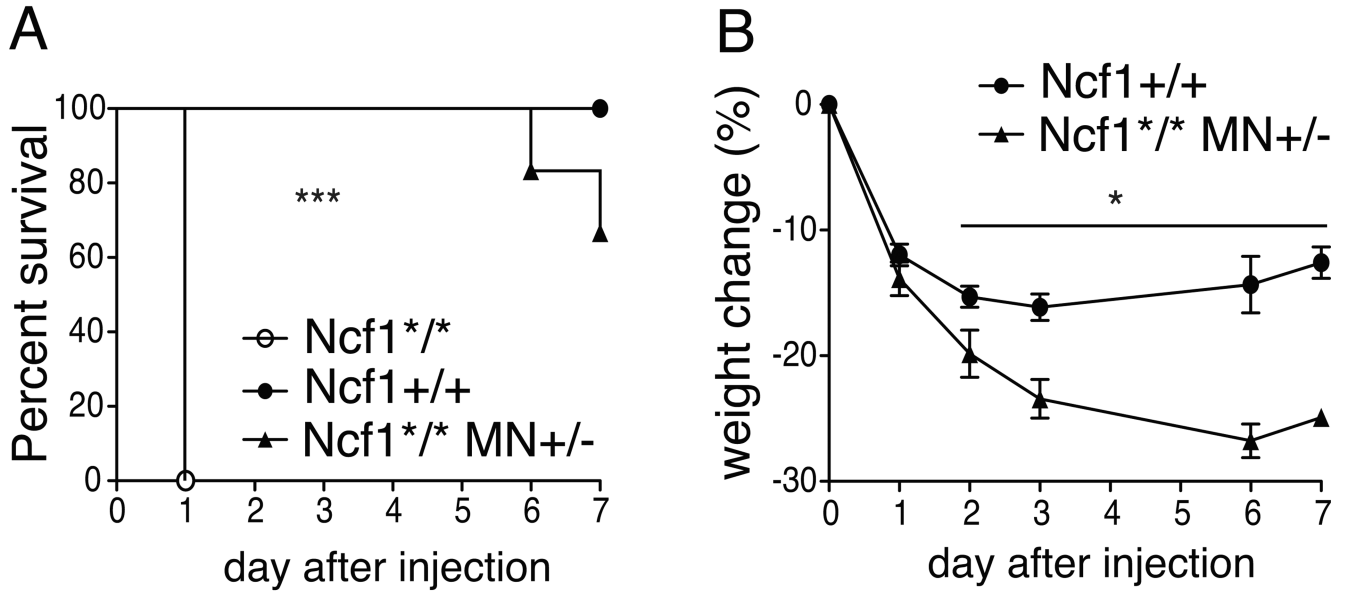 A
Percent survival
100
80
60
40
20
0
***
Ncf1*/*
Ncf1+/+
Ncf1*/* MN+/-
0 1 2 3 4 5 6 7
day after injection
B
weight change (%)
0
-10
-20
-30
Ncf1+/+
Ncf1*/* MN+/-
*
0 1 2 3 4 5 6 7
day after injection